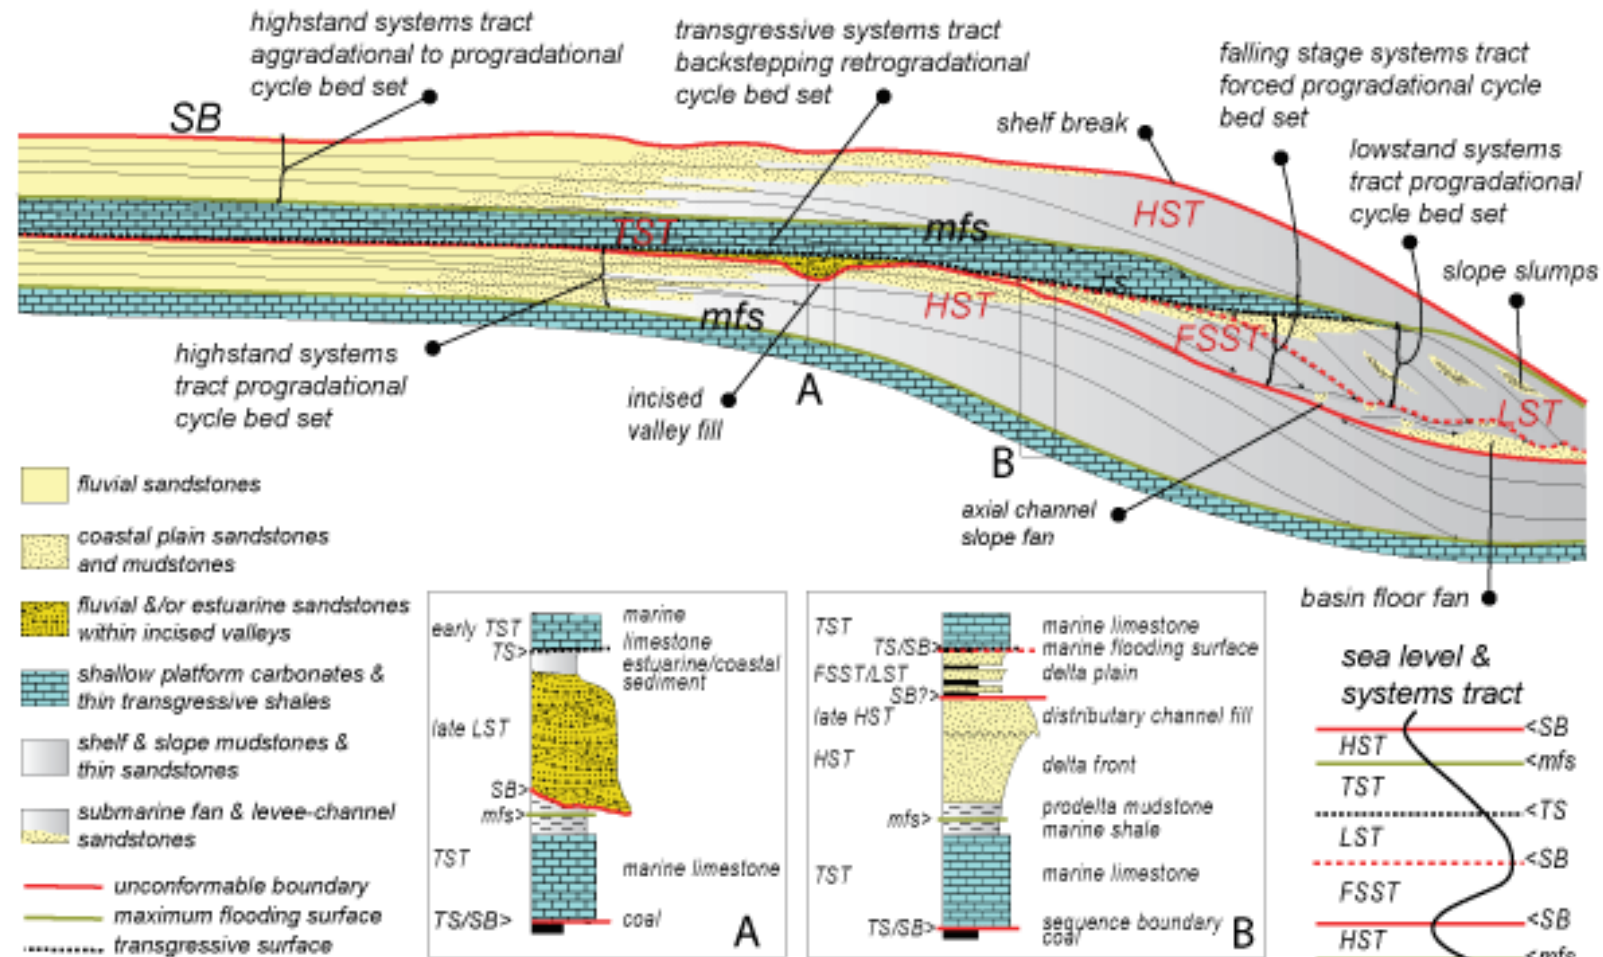 highstand systems tract
aggradational to progradational
cycle bed set
transgressive systems tract
backstepping retrogradational
cycle bed set
falling stage systems tract
forced progradational cycle
bed set
shelf break
lowstand systems
tract progradational
cycle bed set
slope slumps
SB
TST
mfs
HST
TS
mfs
HST
FSST
LST
highstand systems
tract progradational
cycle bed set
incised
valley fill
A
B
axial channel
slope fan
basin floor fan
fluvial sandstones
coastal plain sandstones
and mudstones
fluvial &/or estuarine sandstones
within incised valleys
shallow platform carbonates &
thin transgressive shales
shelf & slope mudstones &
thin sandstones
submarine fan & levee-channel
sandstones
unconformable boundary
maximum flooding surface
transgressive surface
early TST
TS>
late LST
SB>
mfs>
TST
TS/SB>
marine
limestone
estuarine/coastal
sediment
marine limestone
coal
A
TST
TS/SB>
FSST/LST
SB?>
late HST
HST
mfs>
TST
TS/SB>
marine limestone
marine flooding surface
delta plain
distributary channel fill
delta front
prodelta mudstone
marine shale
marine limestone
sequence boundary
coal
B
sea level &
systems tract
<SB
HST
<mfs
TST
<TS
LST
<SB
FSST
<SB
HST
<mfs